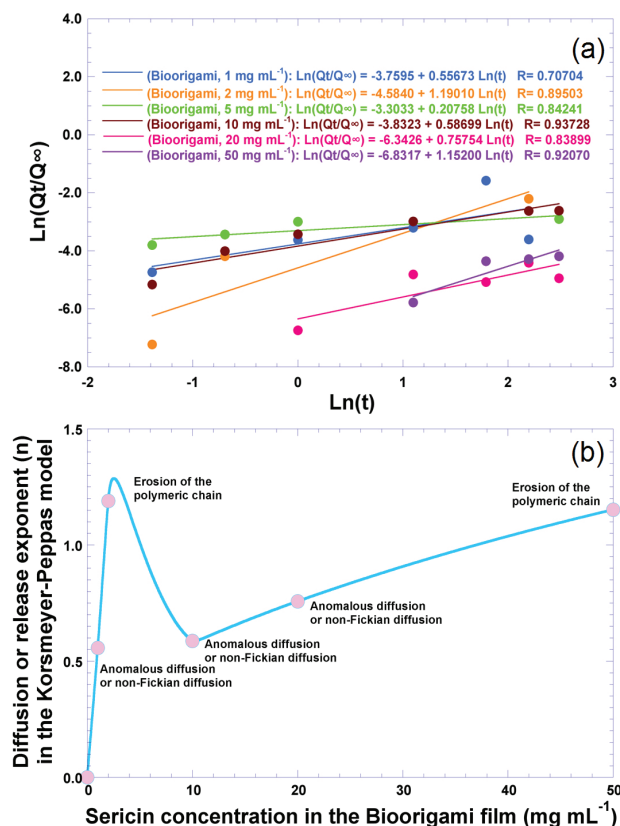 (a)
(Bioorigami, 1 mg mL⁻¹): Ln(Qt/Q∞) = -3.7595 + 0.55673 Ln(t) R= 0.70704
(Bioorigami, 2 mg mL⁻¹): Ln(Qt/Q∞) = -4.5840 + 1.19010 Ln(t) R= 0.89503
(Bioorigami, 5 mg mL⁻¹): Ln(Qt/Q∞) = -3.3033 + 0.20758 Ln(t) R= 0.84241
(Bioorigami, 10 mg mL⁻¹): Ln(Qt/Q∞) = -3.8323 + 0.58699 Ln(t) R= 0.93728
(Bioorigami, 20 mg mL⁻¹): Ln(Qt/Q∞) = -6.3426 + 0.75754 Ln(t) R= 0.83899
(Bioorigami, 50 mg mL⁻¹): Ln(Qt/Q∞) = -6.8317 + 1.15200 Ln(t) R= 0.92070
Ln(Qt/Q∞)
4.0
2.0
0.0
-2.0
-4.0
-6.0
-8.0
-2 -1 0 1 2 3
Ln(t)
(b)
Diffusion or release exponent (n)
in the Korsmeyer-Peppas model
1.5
1.0
0.5
0.0
Erosion of the
polymeric chain
Erosion of the
polymeric chain
Anomalous diffusion
or non-Fickian diffusion
Anomalous diffusion
or non-Fickian diffusion
Anomalous diffusion
or non-Fickian diffusion
0 10 20 30 40 50
Sericin concentration in the Bioorigami film (mg mL⁻¹)